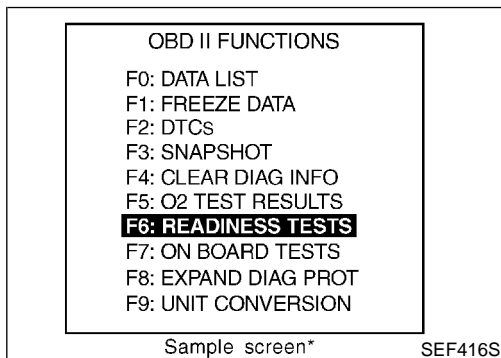 OBD II FUNCTIONS
F0: DATA LIST
F1: FREEZE DATA
F2: DTCs
F3: SNAPSHOT
F4: CLEAR DIAG INFO
F5: O2 TEST RESULTS
F6: READINESS TESTS
F7: ON BOARD TESTS
F8: EXPAND DIAG PROT
F9: UNIT CONVERSION
Sample screen*
SEF416S